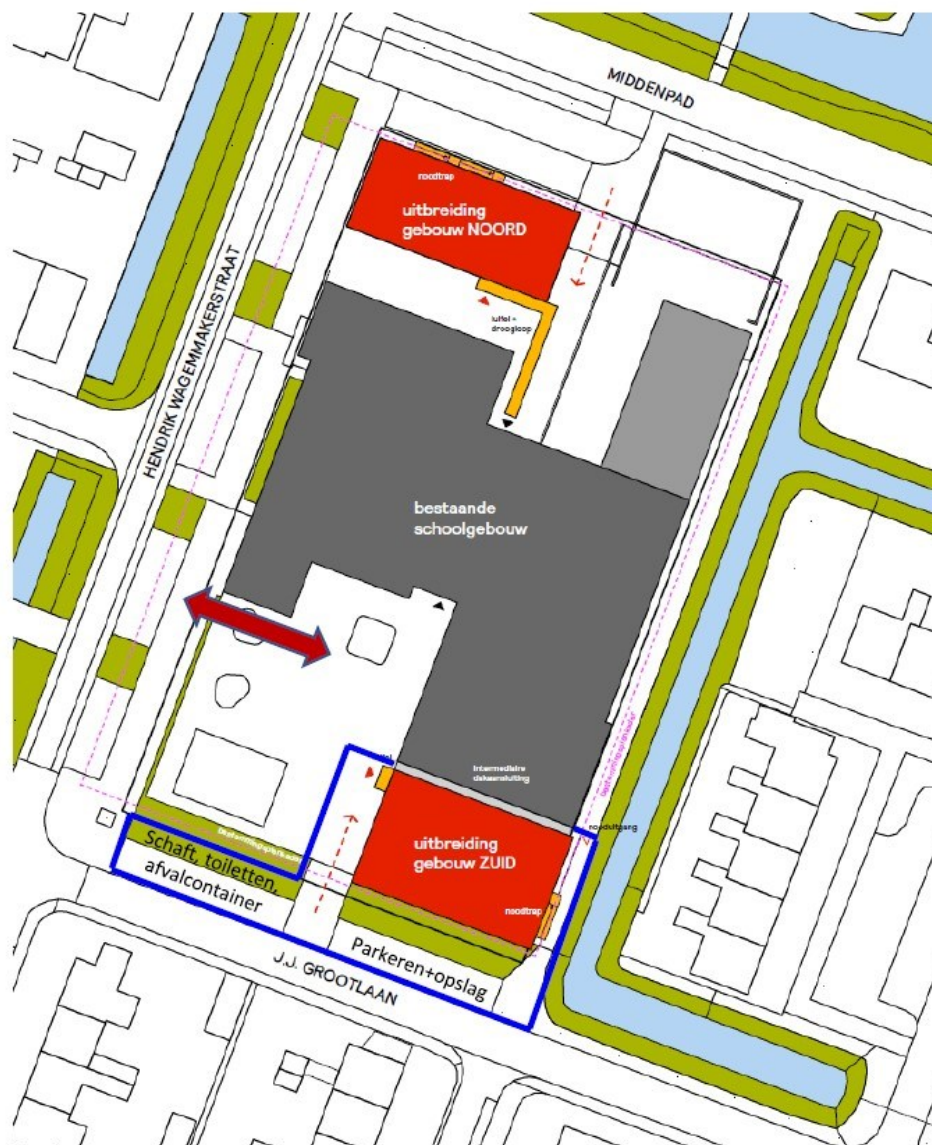 MIDDENPAD
noodtrap
uitbreiding
gebouw NOORD
HENDRIK WAGEMMAKERSTRAAT
luifel =
droogloop
bestaande
schoolgebouw
Intermediaire
dakaansluiting
nooduitgang
uitbreiding
gebouw ZUID
Schaft, toiletten,
afvalcontainer
noodtrap
Parkeren+opslag
J.J. GROOTLAAN